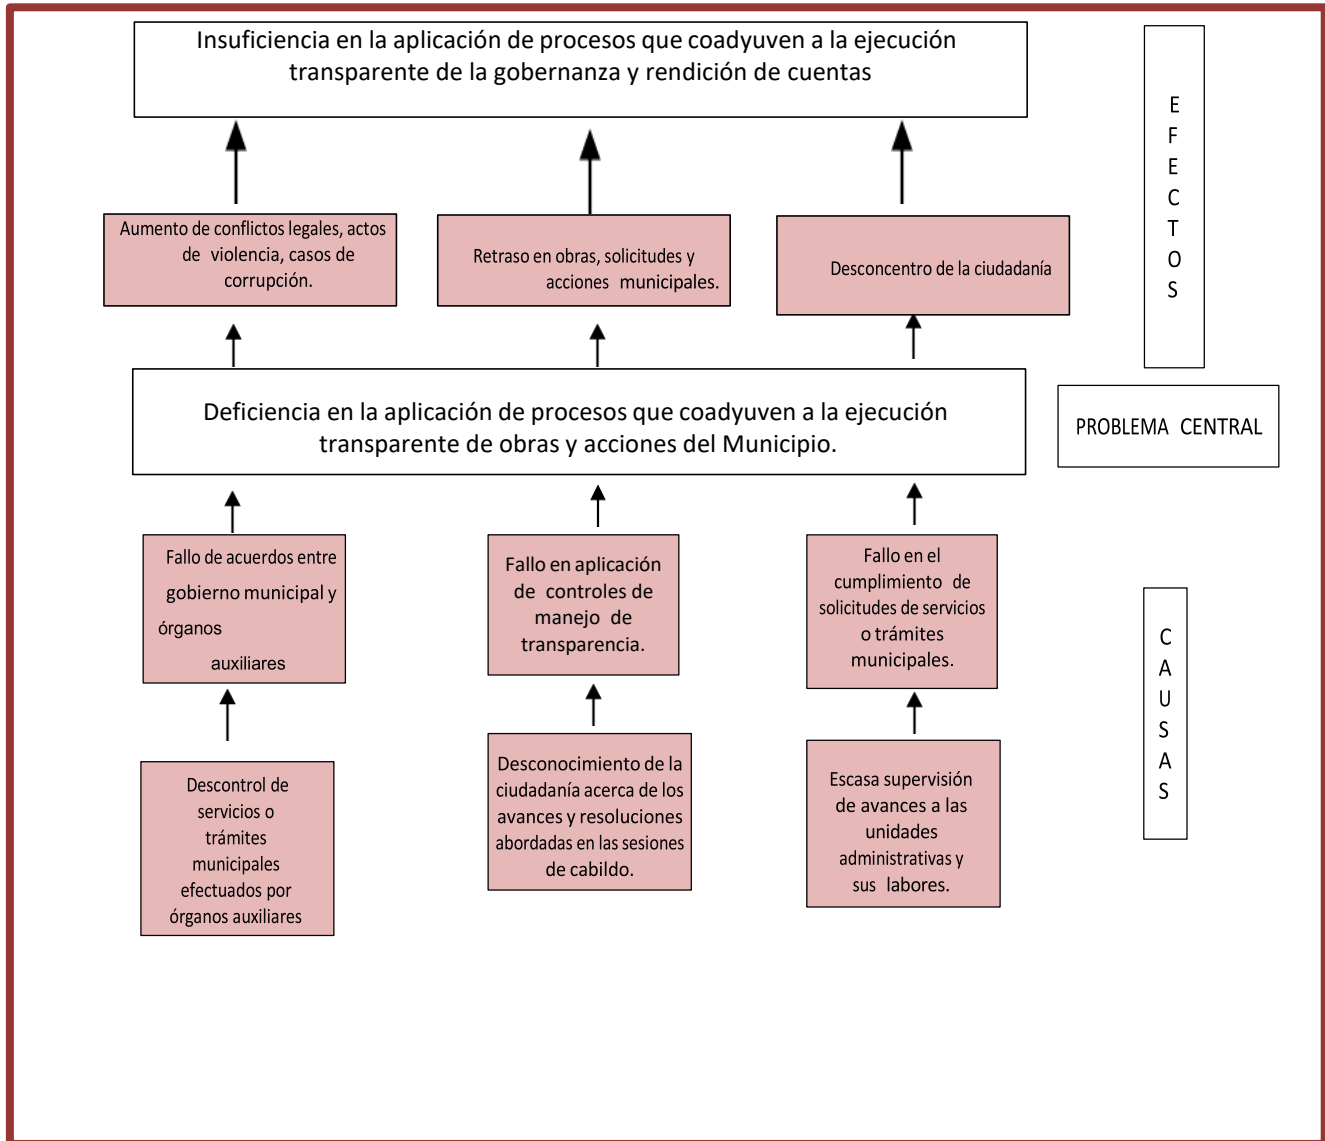 Insuficiencia en la aplicación de procesos que coadyuven a la ejecución
transparente de la gobernanza y rendición de cuentas
E
F
E
C
T
O
S
Aumento de conflictos legales, actos
de violencia, casos de
corrupción.
Retraso en obras, solicitudes y
acciones municipales.
Desconcentro de la ciudadanía
Deficiencia en la aplicación de procesos que coadyuven a la ejecución
transparente de obras y acciones del Municipio.
PROBLEMA CENTRAL
Fallo de acuerdos entre
gobierno municipal y
órganos
auxiliares
Fallo en aplicación
de controles de
manejo de
transparencia.
Fallo en el
cumplimiento de
solicitudes de servicios
o trámites
municipales.
C
A
U
S
A
S
Descontrol de
servicios o
trámites
municipales
efectuados por
órganos auxiliares
Desconocimiento de la
ciudadanía acerca de los
avances y resoluciones
abordadas en las sesiones
de cabildo.
Escasa supervisión
de avances a las
unidades
administrativas y
sus labores.